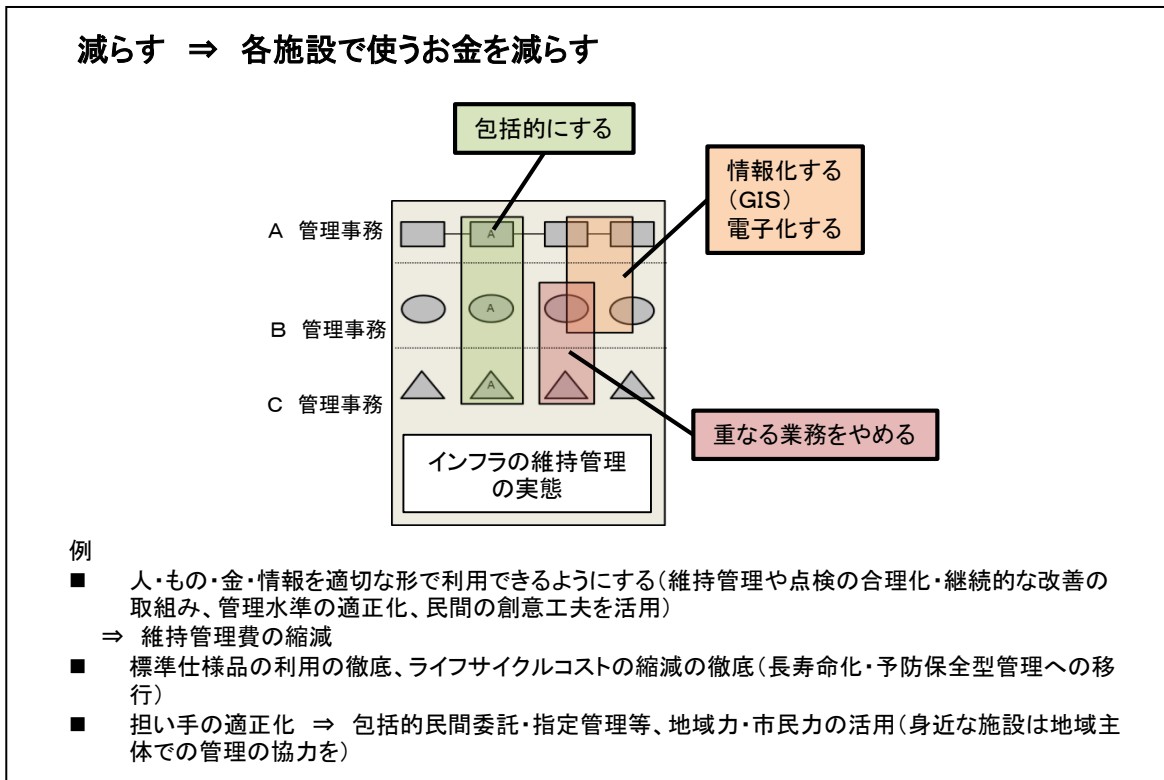 減らす ⇒ 各施設で使うお金を減らす
包括的にする
情報化する
(GIS)
電子化する
A 管理事務
A
B 管理事務
A
C 管理事務
A
重なる業務をやめる
インフラの維持管理
の実態
例
■ 人・もの・金・情報を適切な形で利用できるようにする(維持管理や点検の合理化・継続的な改善の
取組み、管理水準の適正化、民間の創意工夫を活用)
⇒ 維持管理費の縮減
■ 標準仕様品の利用の徹底、ライフサイクルコストの縮減の徹底(長寿命化・予防保全型管理への移
行)
■ 担い手の適正化 ⇒ 包括的民間委託・指定管理等、地域力・市民力の活用(身近な施設は地域主
体での管理の協力を)